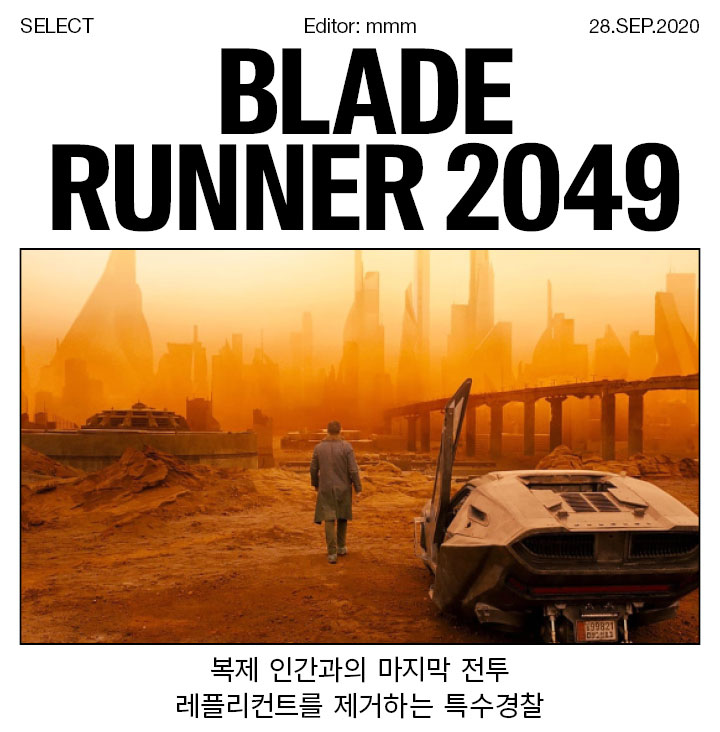 SELECT
Editor: mmm
28.SEP.2020
BLADE
RUNNER 2049
복제 인간과의 마지막 전투
레플리컨트를 제거하는 특수경찰